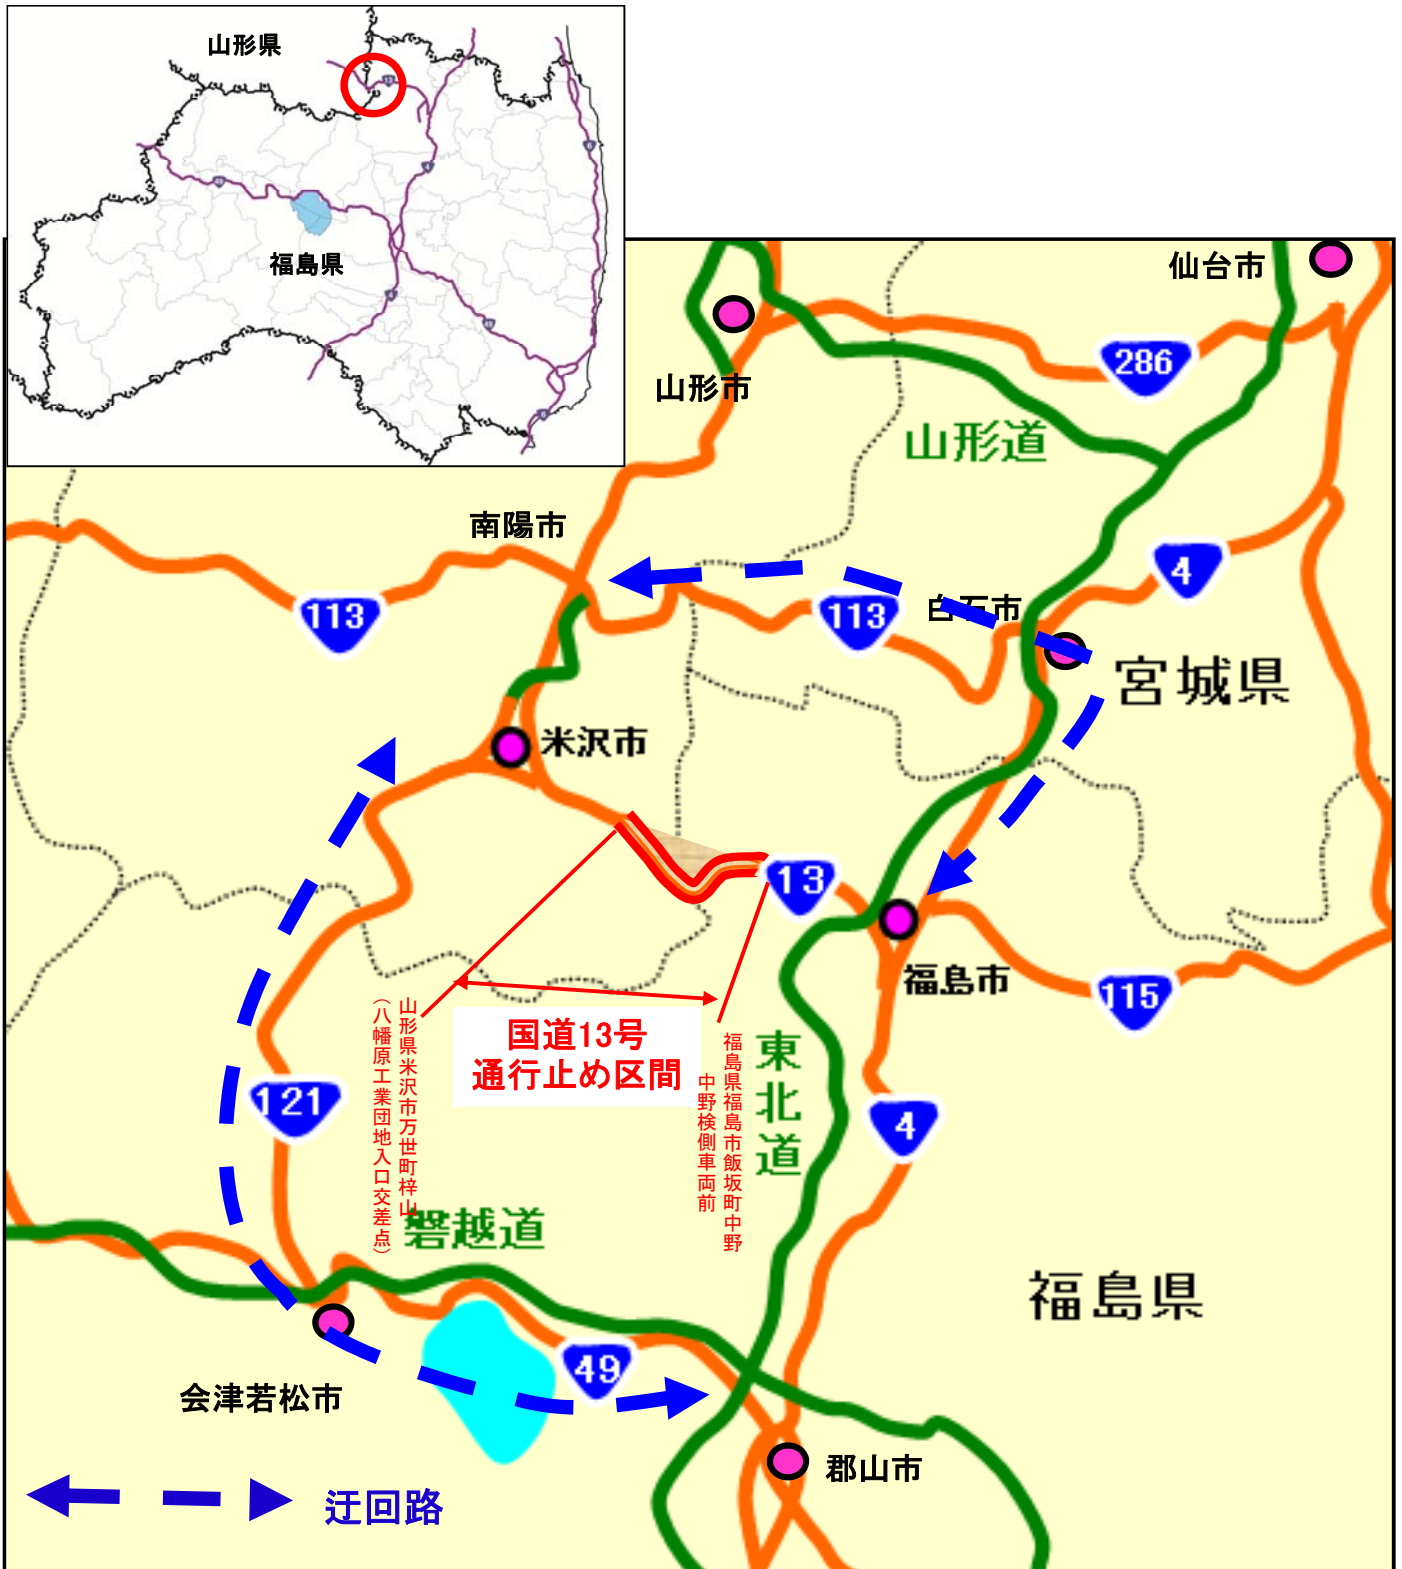 山形県
福島県
仙台市
山形市
286
山形道
南陽市
4
113
113
白石市
宮城県
米沢市
13
福島市
115
国道13号
通行止め区間
山形県米沢市万世町梓山
（八幡原工業団地入口交差点）
福島県福島市飯坂町中野
中野検側車両前
東北道
121
4
磐越道
福島県
49
会津若松市
郡山市
迂回路